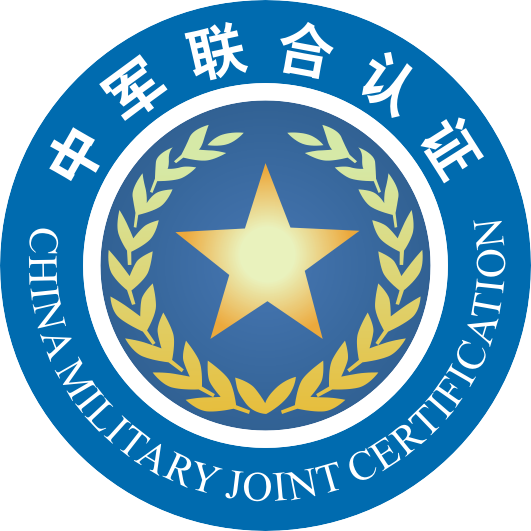 中军联合认证
CHINA MILITARY JOINT CERTIFICATION